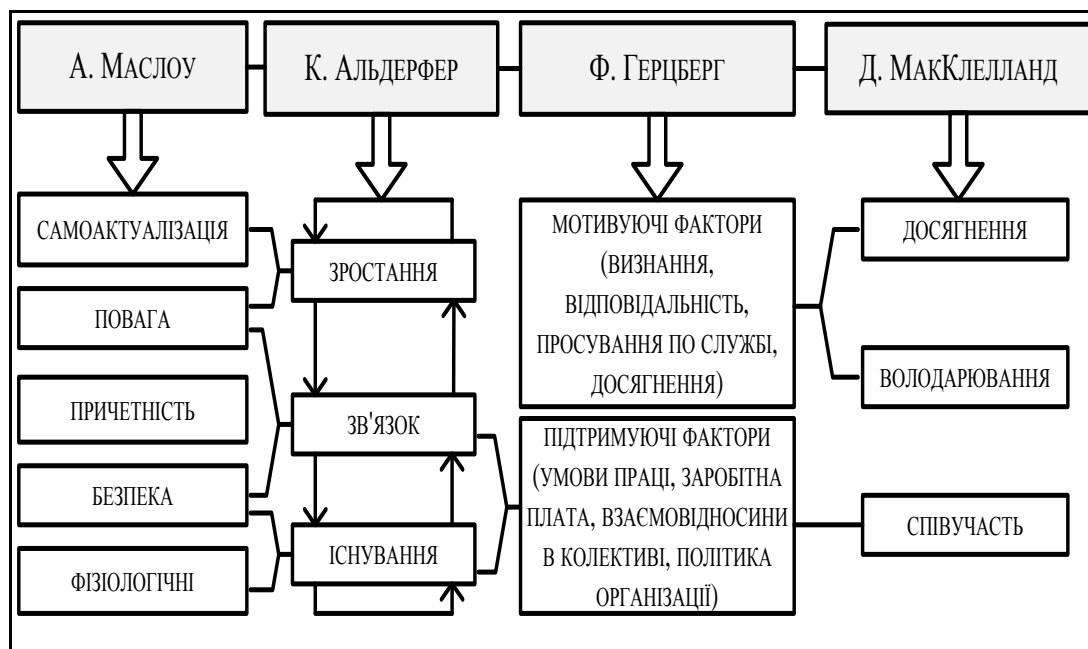 А. МАСЛОУ
К. АЛЬДЕРФЕР
Ф. ГЕРЦБЕРГ
Д. МАККЛЕЛЛАНД
САМОАКТУАЛІЗАЦІЯ
ПОВАГА
ПРИЧЕТНІСТЬ
БЕЗПЕКА
ФІЗІОЛОГІЧНІ
ЗРОСТАННЯ
ЗВ'ЯЗОК
ІСНУВАННЯ
МОТИВУЮЧІ ФАКТОРИ
(ВИЗНАННЯ,
ВІДПОВІДАЛЬНІСТЬ,
ПРОСУВАННЯ ПО СЛУЖБІ,
ДОСЯГНЕННЯ)
ПІДТРИМУЮЧІ ФАКТОРИ
(УМОВИ ПРАЦІ, ЗАРОБІТНА
ПЛАТА, ВЗАЄМОВІДНОСИНИ
В КОЛЕКТИВІ, ПОЛІТИКА
ОРГАНІЗАЦІЇ)
ДОСЯГНЕННЯ
ВОЛОДАРЮВАННЯ
СПІВУЧАСТЬ